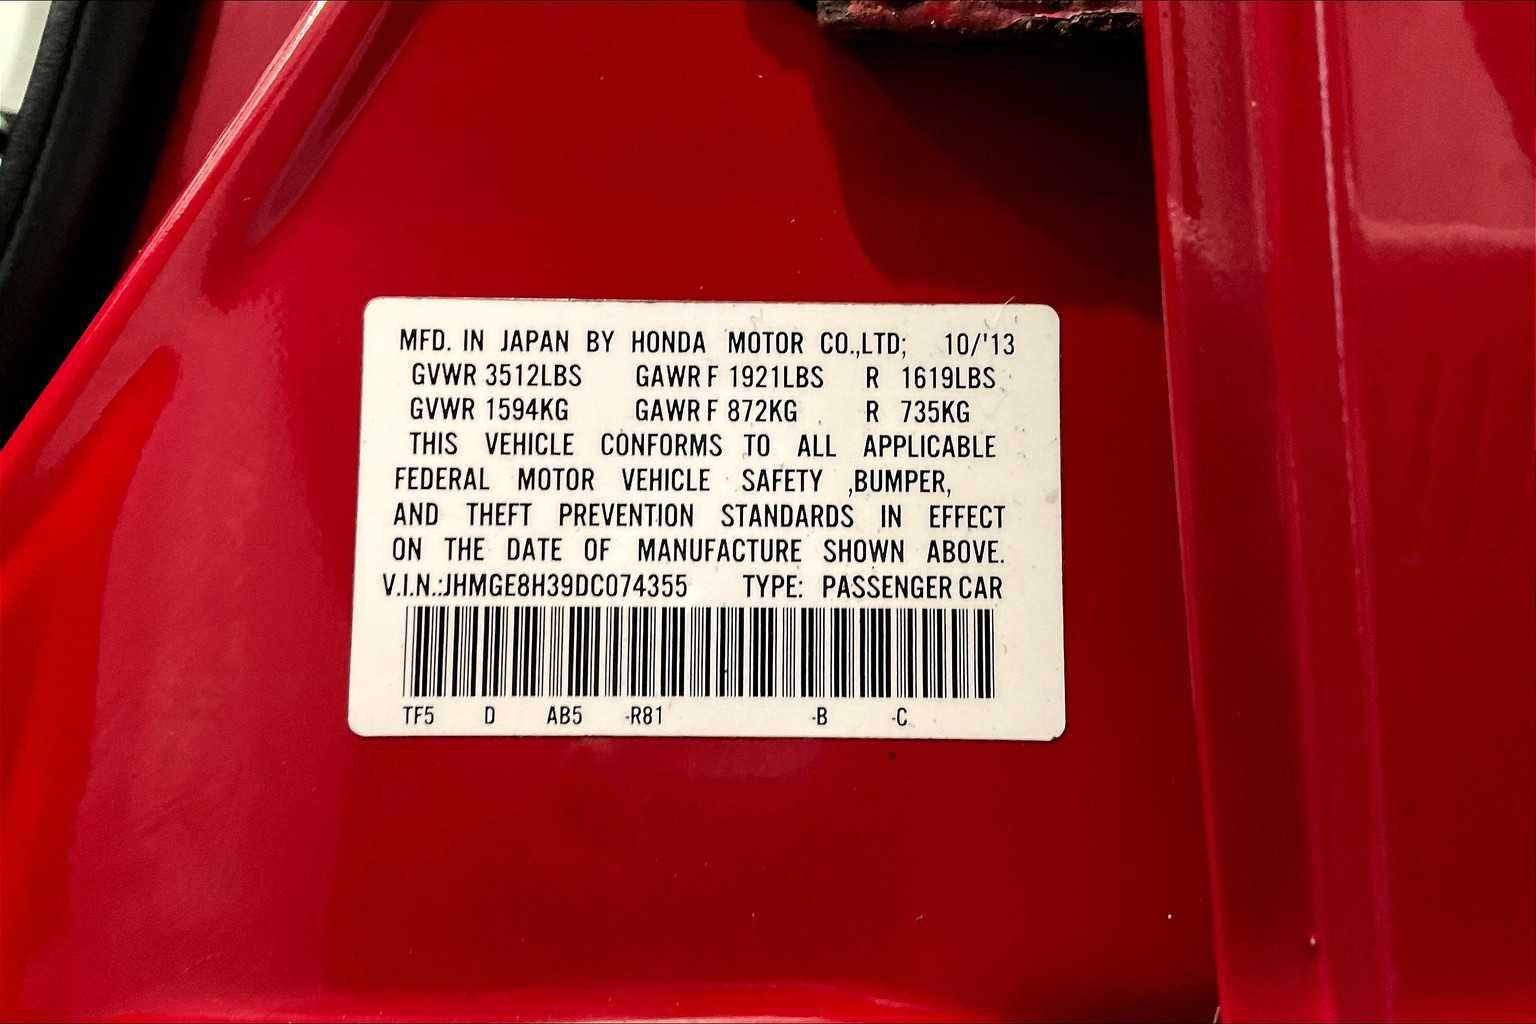 MFD. IN JAPAN BY HONDA MOTOR CO.,LTD; 10/'13
GVWR 3512LBS GAWR F 1921LBS R 1619LBS
GVWR 1594KG GAWR F 872KG R 735KG
THIS VEHICLE CONFORMS TO ALL APPLICABLE
FEDERAL MOTOR VEHICLE SAFETY ,BUMPER,
AND THEFT PREVENTION STANDARDS IN EFFECT
ON THE DATE OF MANUFACTURE SHOWN ABOVE.
V.I.N.:JHMGE8H39DC074355 TYPE: PASSENGER CAR
TF5 D AB5 -R81 -B -C